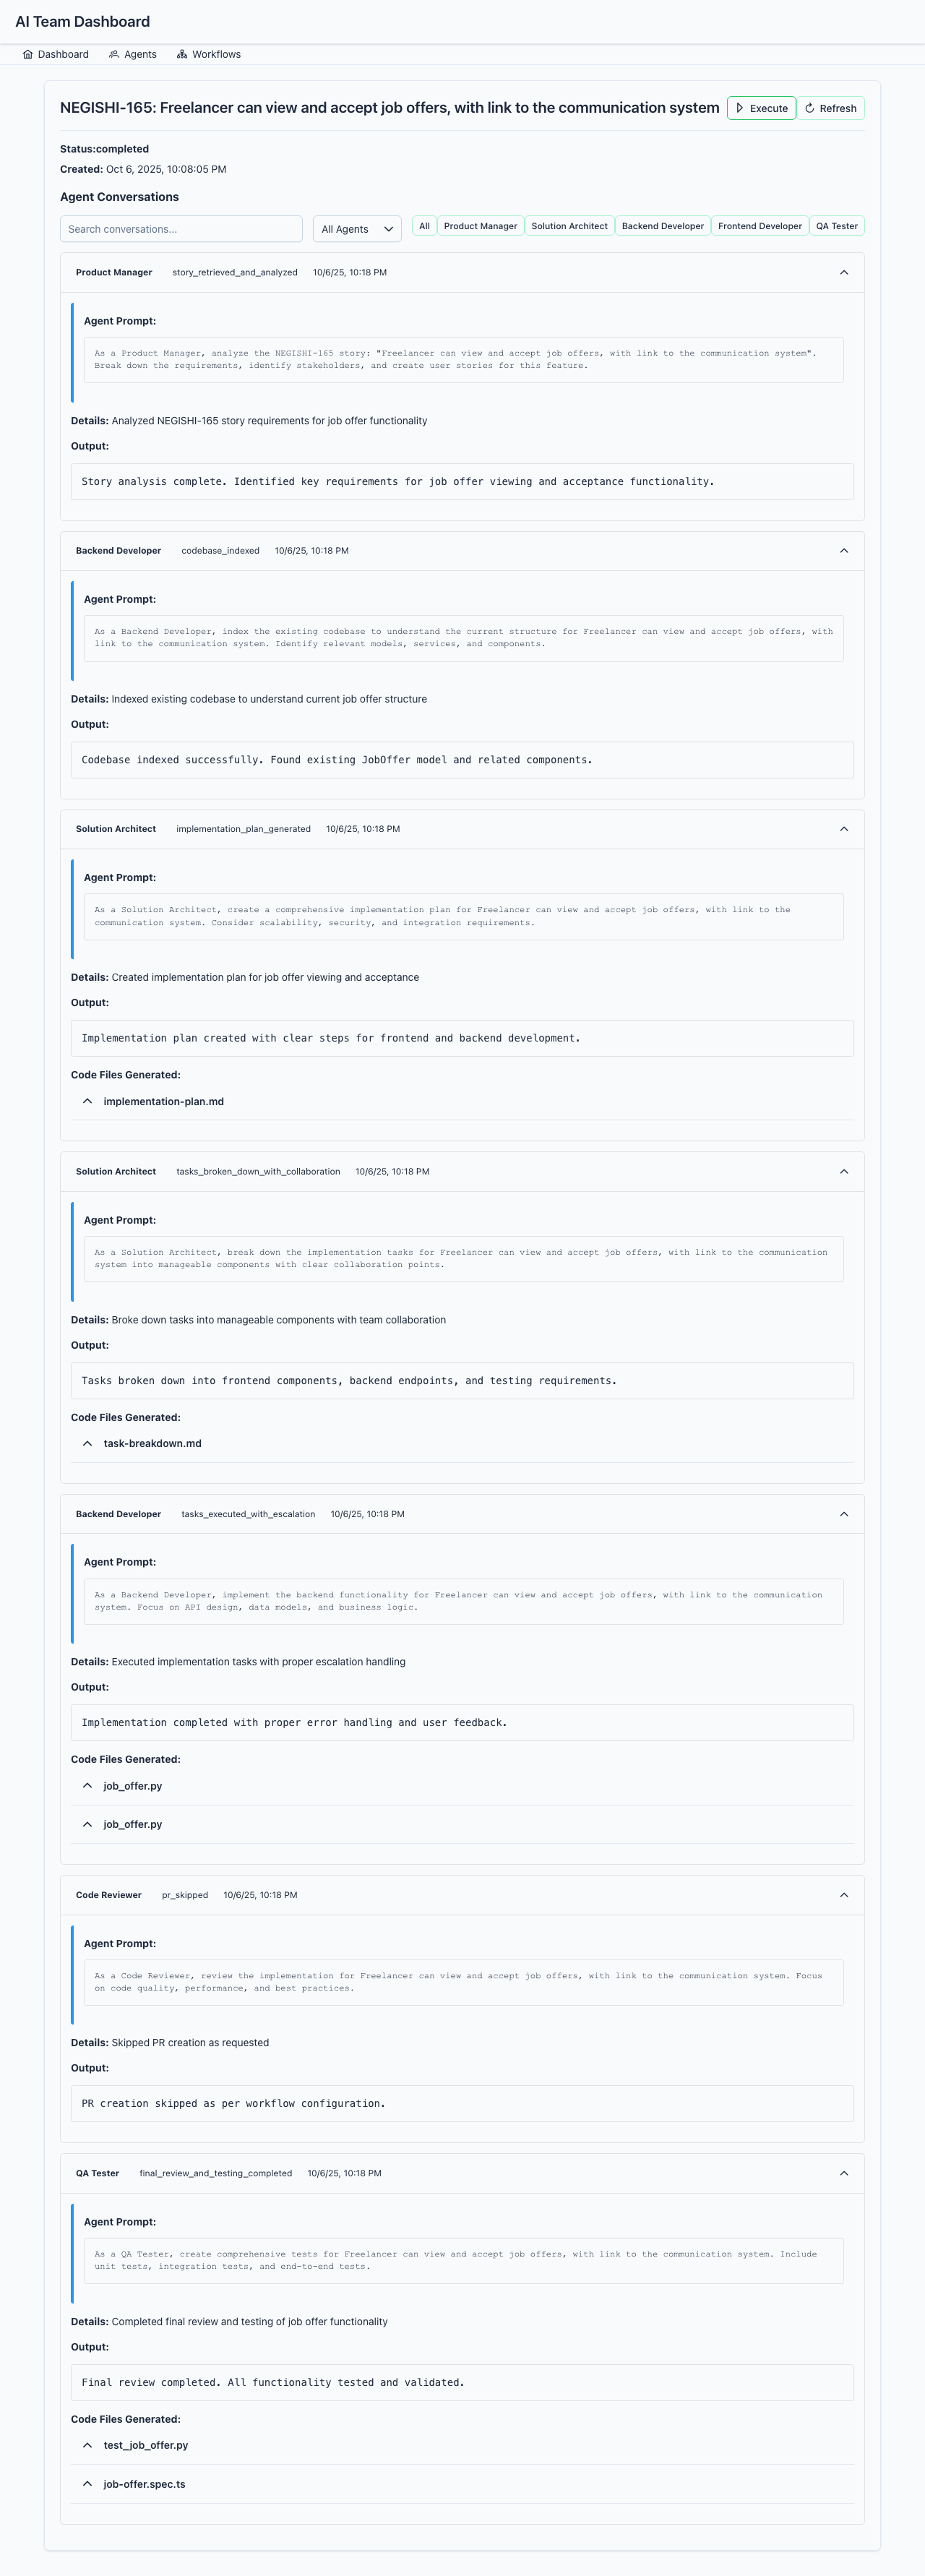 AI Team Dashboard
Dashboard Agents Workflows
NEGISHI-165: Freelancer can view and accept job offers, with link to the communication system Execute Refresh
Status:completed
Created: Oct 6, 2025, 10:08:05 PM
Agent Conversations
Search conversations... All Agents All Product Manager Solution Architect Backend Developer Frontend Developer QA Tester
Product Manager story_retrieved_and_analyzed 10/6/25, 10:18 PM
Agent Prompt:
As a Product Manager, analyze the NEGISHI-165 story: "Freelancer can view and accept job offers, with link to the communication system".
Break down the requirements, identify stakeholders, and create user stories for this feature.
Details: Analyzed NEGISHI-165 story requirements for job offer functionality
Output:
Story analysis complete. Identified key requirements for job offer viewing and acceptance functionality.
Backend Developer codebase_indexed 10/6/25, 10:18 PM
Agent Prompt:
As a Backend Developer, index the existing codebase to understand the current structure for Freelancer can view and accept job offers, with
link to the communication system. Identify relevant models, services, and components.
Details: Indexed existing codebase to understand current job offer structure
Output:
Codebase indexed successfully. Found existing JobOffer model and related components.
Solution Architect implementation_plan_generated 10/6/25, 10:18 PM
Agent Prompt:
As a Solution Architect, create a comprehensive implementation plan for Freelancer can view and accept job offers, with link to the
communication system. Consider scalability, security, and integration requirements.
Details: Created implementation plan for job offer viewing and acceptance
Output:
Implementation plan created with clear steps for frontend and backend development.
Code Files Generated:
implementation-plan.md
Solution Architect tasks_broken_down_with_collaboration 10/6/25, 10:18 PM
Agent Prompt:
As a Solution Architect, break down the implementation tasks for Freelancer can view and accept job offers, with link to the communication
system into manageable components with clear collaboration points.
Details: Broke down tasks into manageable components with team collaboration
Output:
Tasks broken down into frontend components, backend endpoints, and testing requirements.
Code Files Generated:
task-breakdown.md
Backend Developer tasks_executed_with_escalation 10/6/25, 10:18 PM
Agent Prompt:
As a Backend Developer, implement the backend functionality for Freelancer can view and accept job offers, with link to the communication
system. Focus on API design, data models, and business logic.
Details: Executed implementation tasks with proper escalation handling
Output:
Implementation completed with proper error handling and user feedback.
Code Files Generated:
job_offer.py
job_offer.py
Code Reviewer pr_skipped 10/6/25, 10:18 PM
Agent Prompt:
As a Code Reviewer, review the implementation for Freelancer can view and accept job offers, with link to the communication system. Focus
on code quality, performance, and best practices.
Details: Skipped PR creation as requested
Output:
PR creation skipped as per workflow configuration.
QA Tester final_review_and_testing_completed 10/6/25, 10:18 PM
Agent Prompt:
As a QA Tester, create comprehensive tests for Freelancer can view and accept job offers, with link to the communication system. Include
unit tests, integration tests, and end-to-end tests.
Details: Completed final review and testing of job offer functionality
Output:
Final review completed. All functionality tested and validated.
Code Files Generated:
test_job_offer.py
job-offer.spec.ts